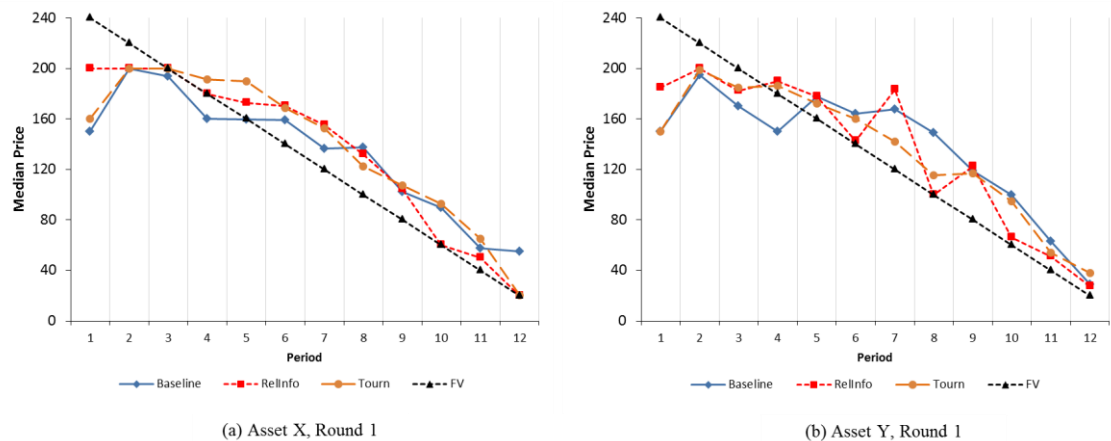 240
200
160
120
80
40
0
Median Price
1 2 3 4 5 6 7 8 9 10 11 12
Period
Baseline RelInfo Tourn FV
(a) Asset X, Round 1
240
200
160
120
80
40
0
Median Price
1 2 3 4 5 6 7 8 9 10 11 12
Period
Baseline RelInfo Tourn FV
(b) Asset Y, Round 1